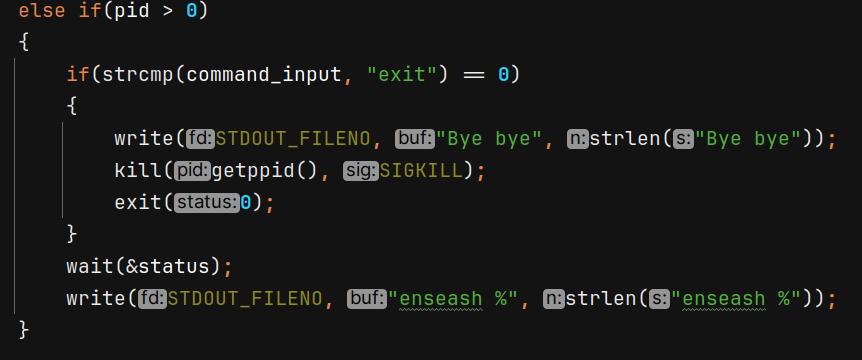 else if(pid > 0)
{
if(strcmp(command_input, "exit") == 0)
{
write(fd:STDOUT_FILENO, buf:"Bye bye", n:strlen(s:"Bye bye"));
kill(pid:getppid(), sig:SIGKILL);
exit(status:0);
}
wait(&status);
write(fd:STDOUT_FILENO, buf:"enseash %", n:strlen(s:"enseash %"));
}